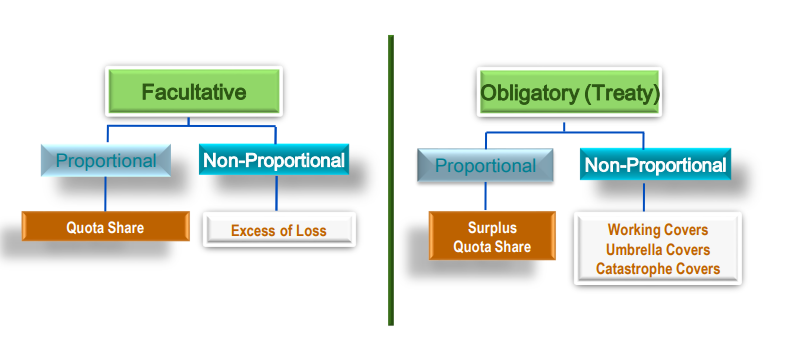 Facultative
Proportional
Non-Proportional
Quota Share
Excess of Loss
Obligatory (Treaty)
Proportional
Non-Proportional
Surplus
Quota Share
Working Covers
Umbrella Covers
Catastrophe Covers